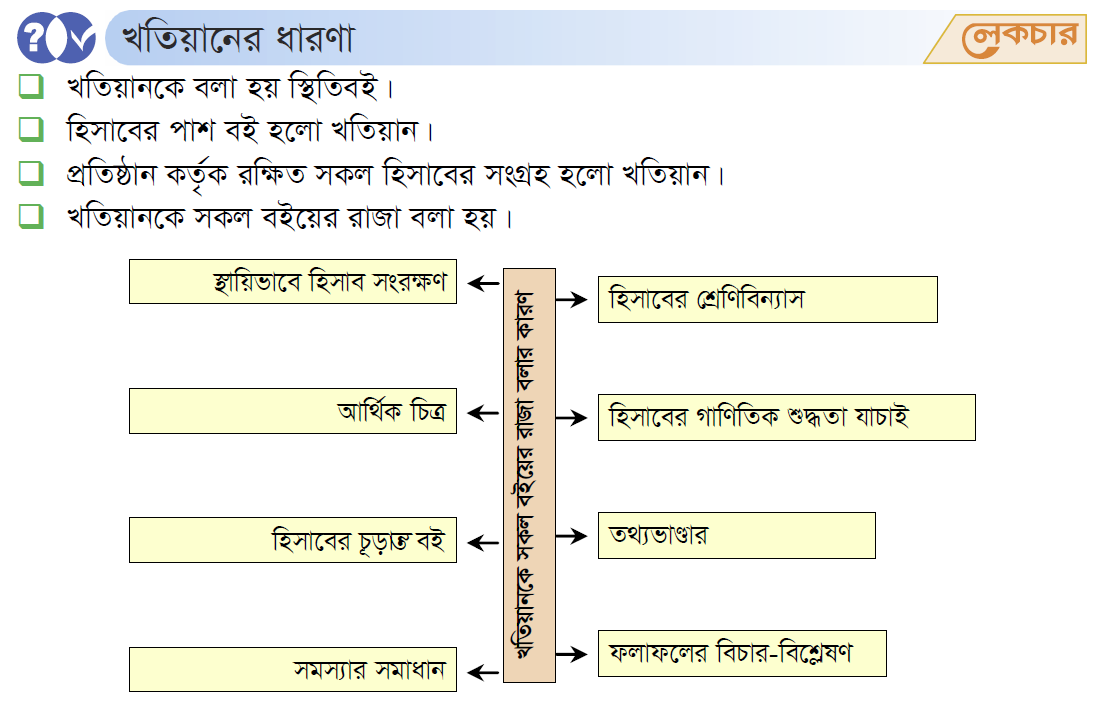 খতিয়ানের ধারণা
লেকচার
খতিয়ানকে বলা হয় স্থিতিবই।
হিসাবের পাশ বই হলো খতিয়ান।
প্রতিষ্ঠান কর্তৃক রক্ষিত সকল হিসাবের সংগ্রহ হলো খতিয়ান।
খতিয়ানকে সকল বইয়ের রাজা বলা হয়।
খতিয়ানকে সকল বইয়ের রাজা বলার কারণ
স্থায়িভাবে হিসাব সংরক্ষণ
হিসাবের শ্রেণিবিন্যাস
আর্থিক চিত্র
হিসাবের গাণিতিক শুদ্ধতা যাচাই
হিসাবের চূড়ান্ত বই
তথ্যভাণ্ডার
সমস্যার সমাধান
ফলাফলের বিচার-বিশ্লেষণ